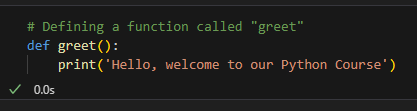 # Defining a function called "greet"
def greet():
    print('Hello, welcome to our Python Course')
0.0s